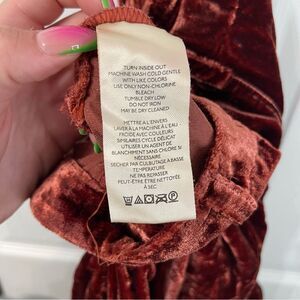 TURN INSIDE OUT
MACHINE WASH COLD GENTLE
WITH LIKE COLORS
USE ONLY NON-CHLORINE
BLEACH
TUMBLE DRY LOW
DO NOT IRON
MAY BE DRY CLEANED
METTRE A L'ENVERS
LAVER À LA MACHINE À L'EAU
FROIDE AVEC COULEURS
SIMILAIRES CYCLE DÉLICAT
UTILISER UN AGENT DE
BLANCHIMENT SANS CHLORE SI
NÉCESSAIRE
SÉCHER PAR CULBUTAGE A BASSE
TEMPÉRATURE
NE PAS REPASSER
PEUT-ÊTRE ÊTRE NETTOYÉE
À SEC